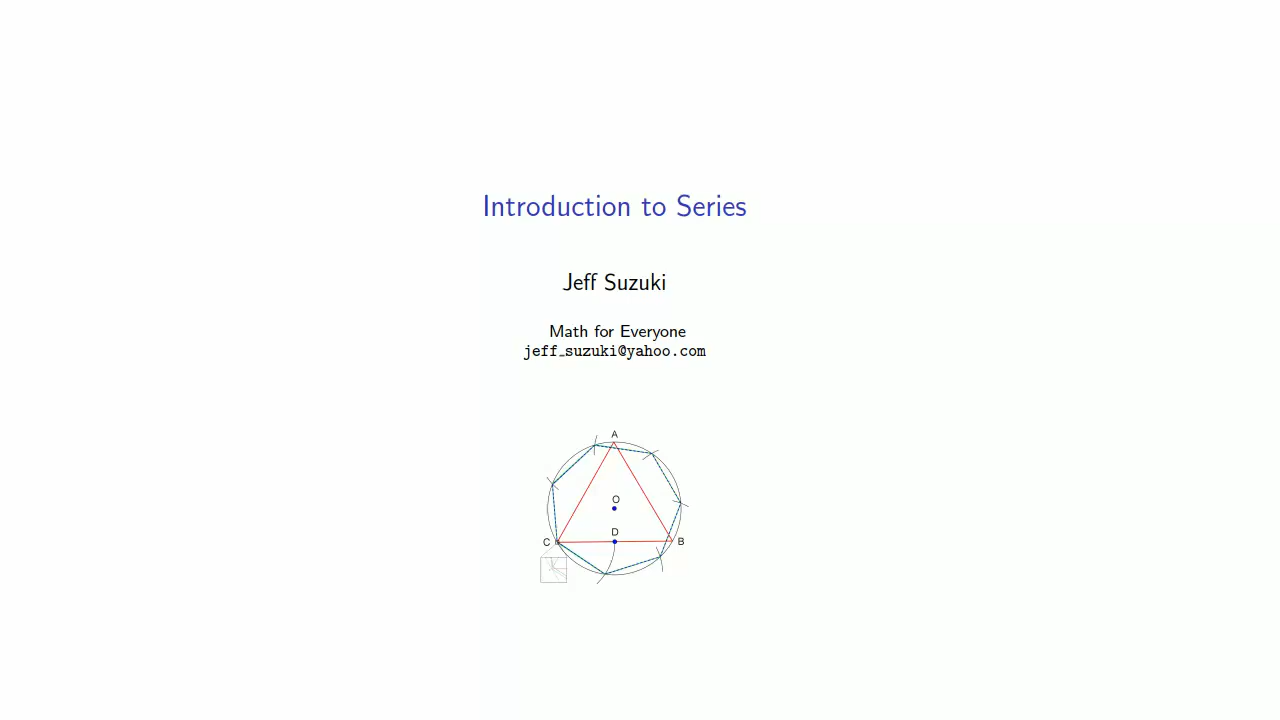 Introduction to Series
Jeff Suzuki
Math for Everyone
jeff_suzuki@yahoo.com
A
O
D
C
B